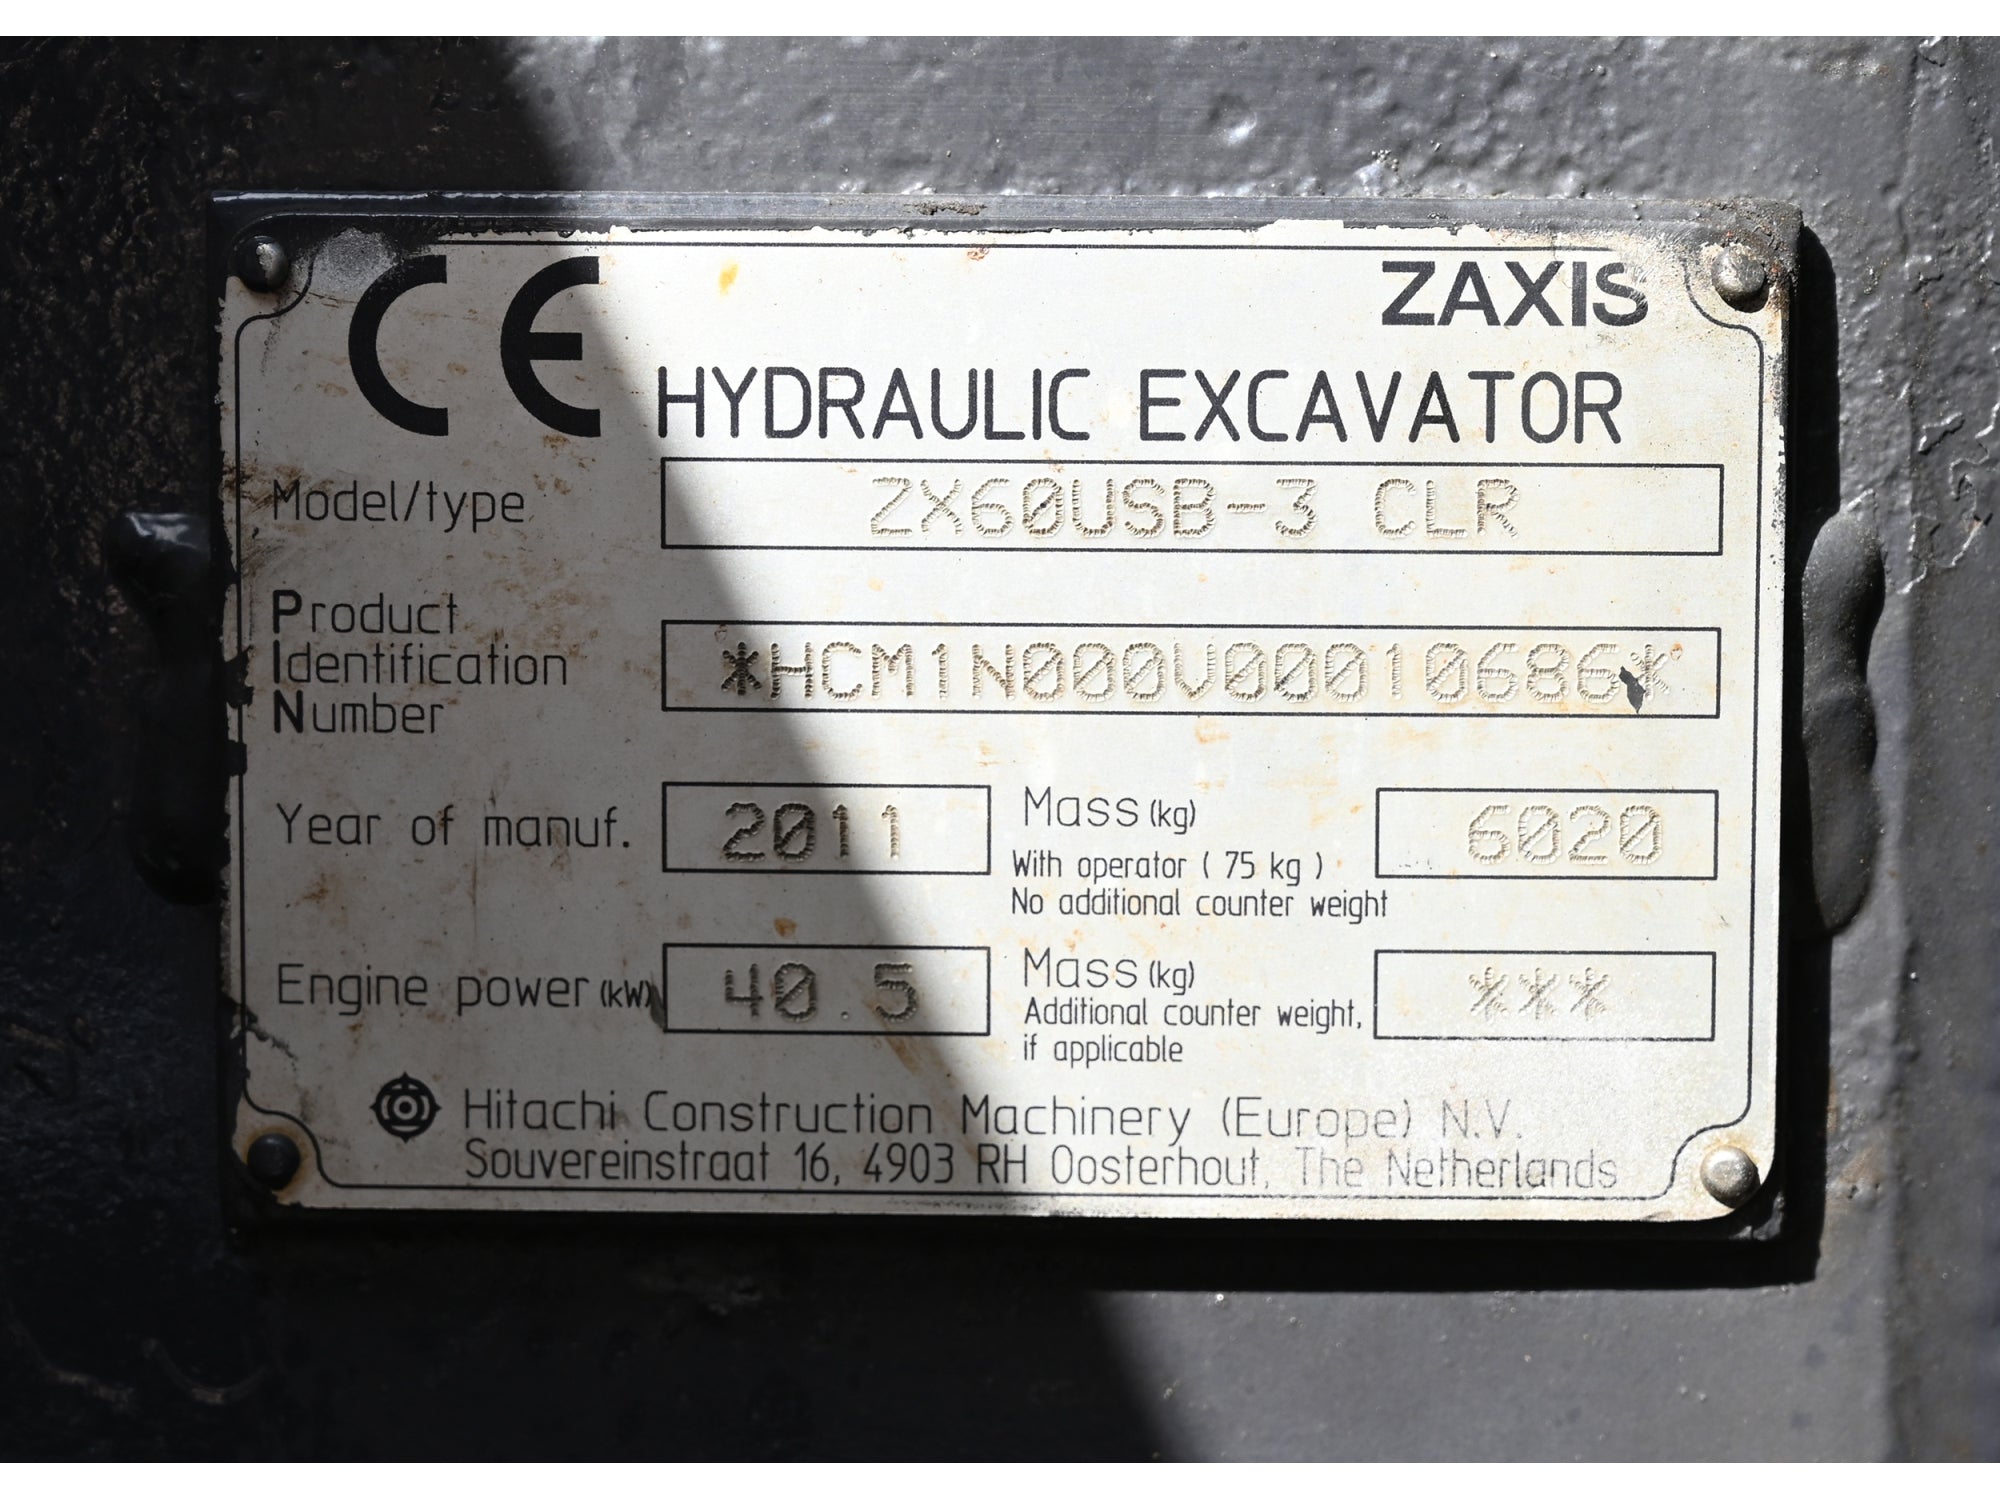 CE
ZAXIS
HYDRAULIC EXCAVATOR
Model/type ZX60USB-3 CLR
Product
Identification
Number *HCM1N000V00010686*
Year of manuf. 2011
Mass (kg) 6020
With operator ( 75 kg )
No additional counter weight
Engine power (kW) 40.5
Mass (kg) ***
Additional counter weight,
if applicable
Hitachi Construction Machinery (Europe) N.V.
Souvereinstraat 16, 4903 RH Oosterhout, The Netherlands